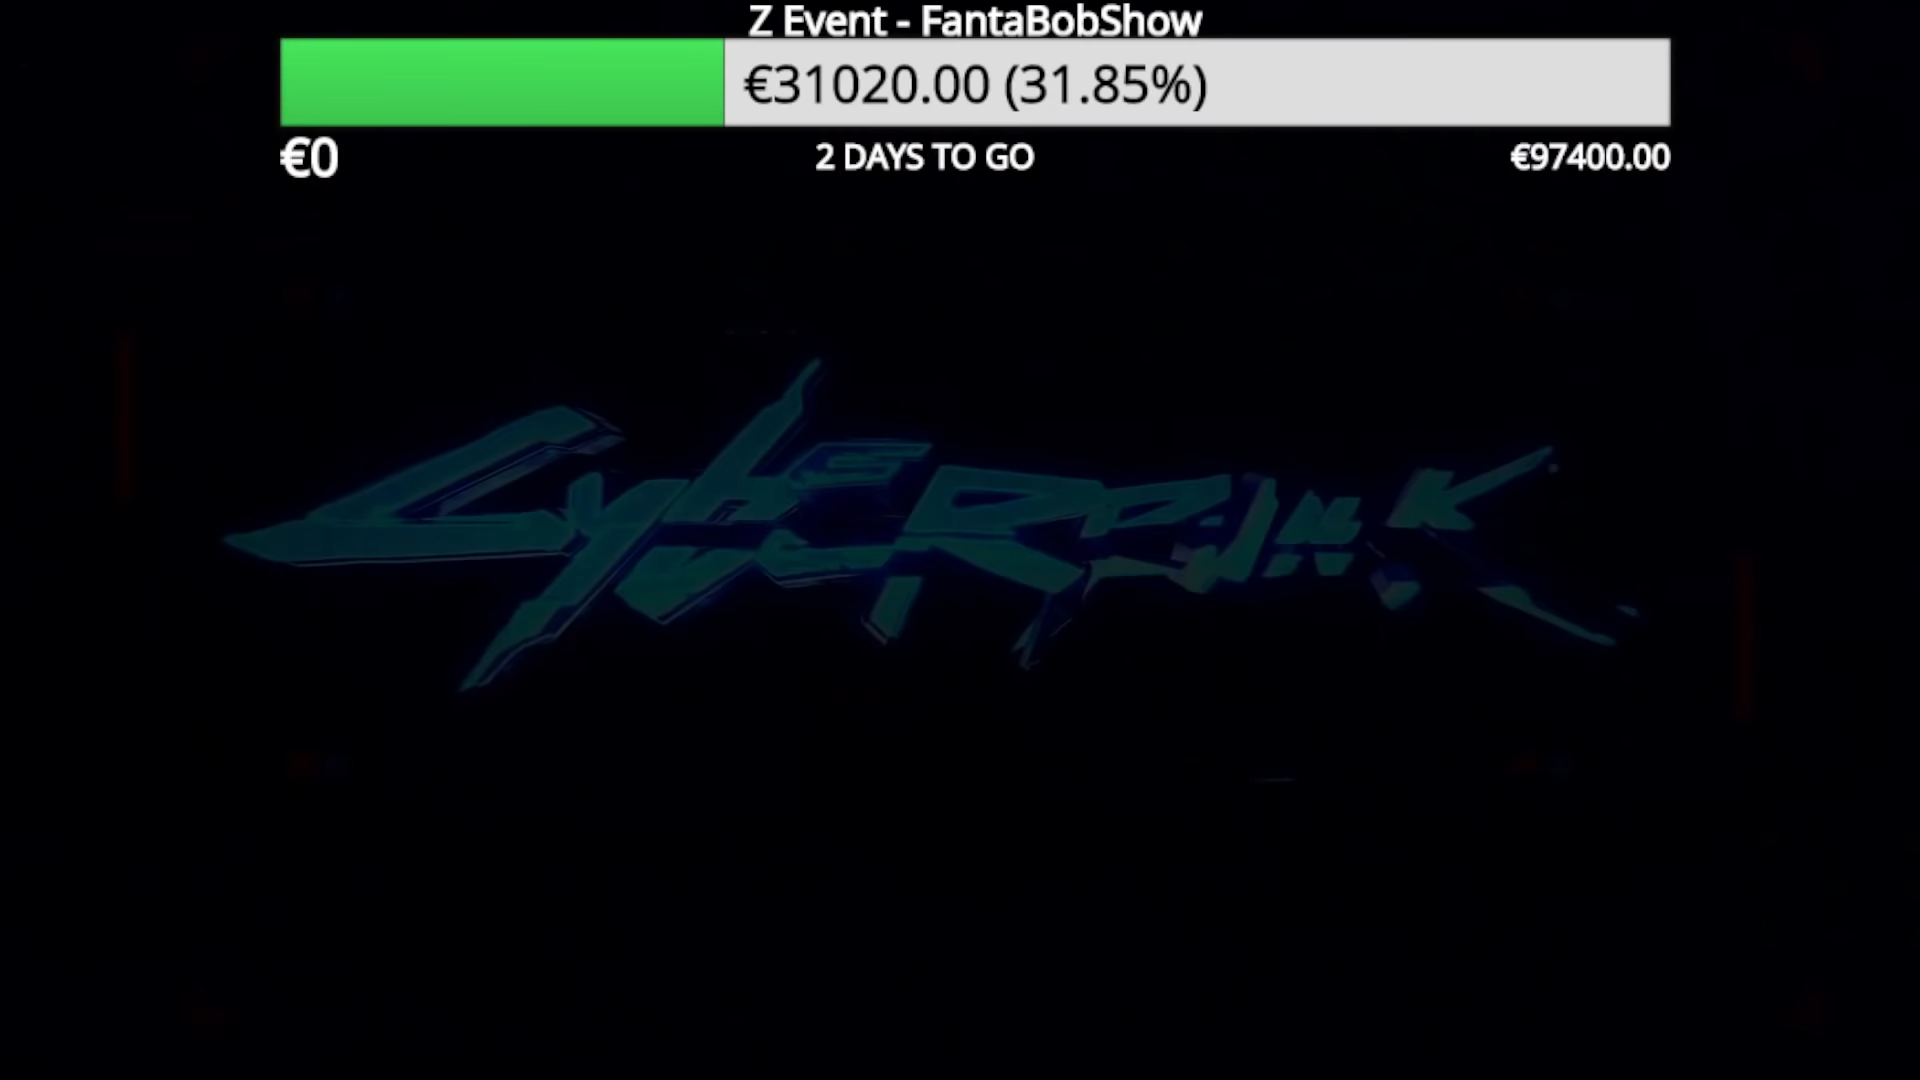 Z Event - FantaBobShow
€31020.00 (31.85%)
€0 2 DAYS TO GO €97400.00
CYBERPUNK